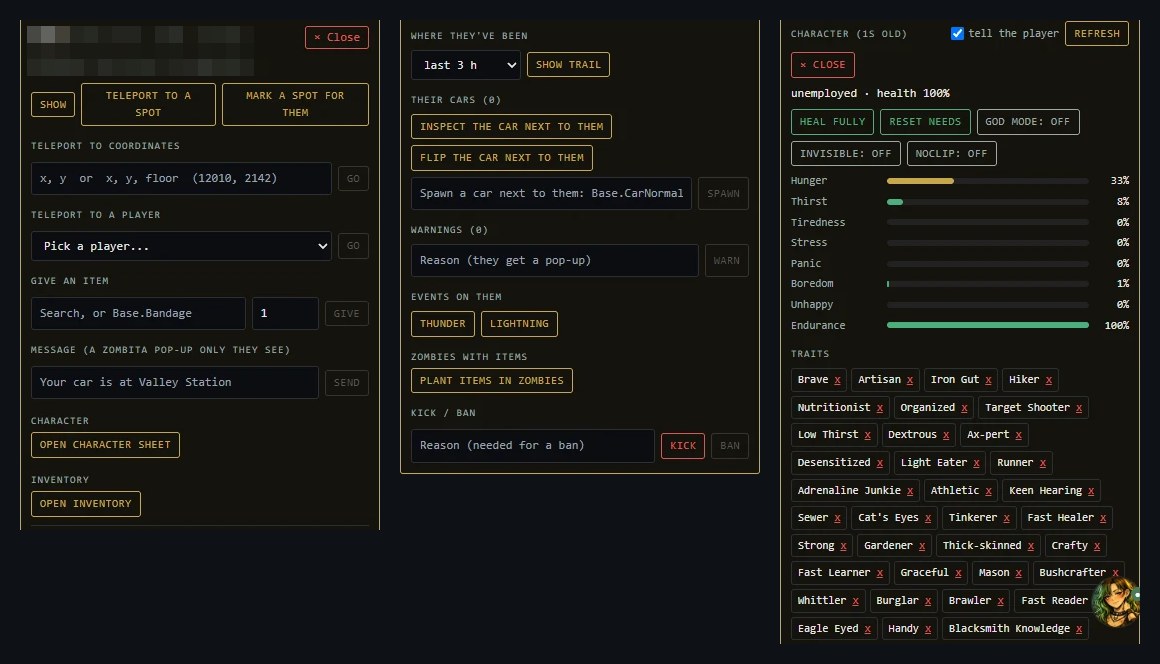 × Close
SHOW
TELEPORT TO A SPOT
MARK A SPOT FOR THEM
TELEPORT TO COORDINATES
x, y or x, y, floor (12010, 2142)
GO
TELEPORT TO A PLAYER
Pick a player...
GO
GIVE AN ITEM
Search, or Base.Bandage
1
GIVE
MESSAGE (A ZOMBITA POP-UP ONLY THEY SEE)
Your car is at Valley Station
SEND
CHARACTER
OPEN CHARACTER SHEET
INVENTORY
OPEN INVENTORY
WHERE THEY'VE BEEN
last 3 h
SHOW TRAIL
THEIR CARS (0)
INSPECT THE CAR NEXT TO THEM
FLIP THE CAR NEXT TO THEM
Spawn a car next to them: Base.CarNormal
SPAWN
WARNINGS (0)
Reason (they get a pop-up)
WARN
EVENTS ON THEM
THUNDER
LIGHTNING
ZOMBIES WITH ITEMS
PLANT ITEMS IN ZOMBIES
KICK / BAN
Reason (needed for a ban)
KICK
BAN
CHARACTER (1S OLD)
tell the player
REFRESH
× CLOSE
unemployed · health 100%
HEAL FULLY
RESET NEEDS
GOD MODE: OFF
INVISIBLE: OFF
NOCLIP: OFF
Hunger 33%
Thirst 8%
Tiredness 0%
Stress 0%
Panic 0%
Boredom 1%
Unhappy 0%
Endurance 100%
TRAITS
Brave x Artisan x Iron Gut x Hiker x
Nutritionist x Organized x Target Shooter x
Low Thirst x Dextrous x Ax-pert x
Desensitized x Light Eater x Runner x
Adrenaline Junkie x Athletic x Keen Hearing x
Sewer x Cat's Eyes x Tinkerer x Fast Healer x
Strong x Gardener x Thick-skinned x Crafty x
Fast Learner x Graceful x Mason x Bushcrafter x
Whittler x Burglar x Brawler x Fast Reader
Eagle Eyed x Handy x Blacksmith Knowledge x